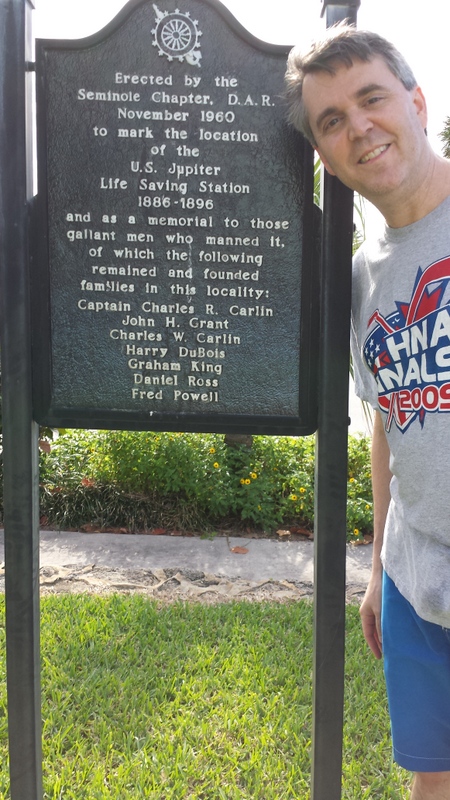 Erected by the
Seminole Chapter, D.A.R.
November 1960
to mark the location
of the
U.S. Jupiter
Life Saving Station
1886-1896
and as a memorial to those
gallant men who manned it,
of which the following
remained and founded
families in this locality:
Captain Charles R. Carlin
John H. Grant
Charles W. Carlin
Harry DuBois
Graham King
Daniel Ross
Fred Powell
HNA
NALS
2009